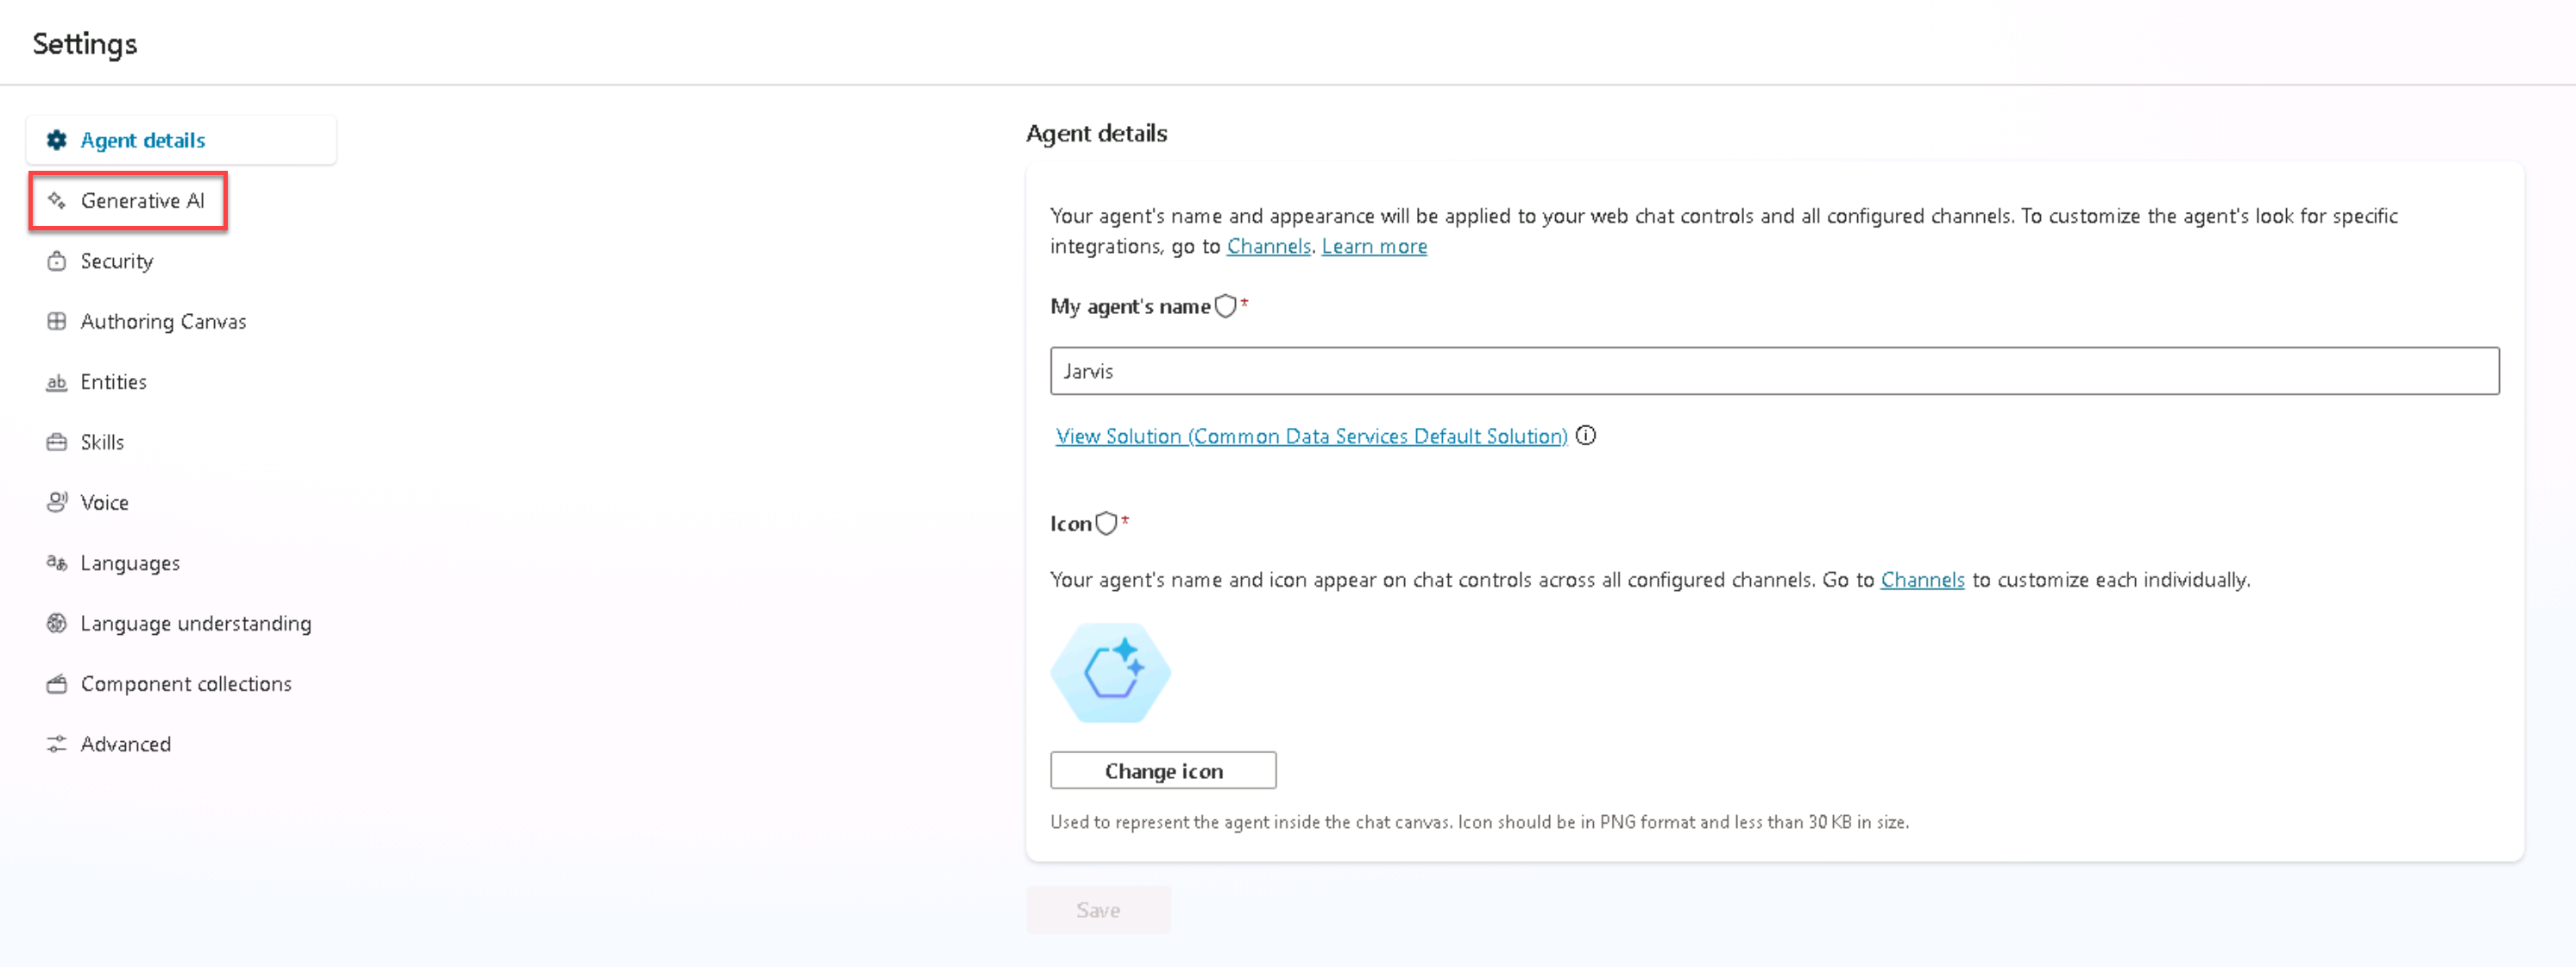 Settings
Agent details
Generative AI
Security
Authoring Canvas
Entities
Skills
Voice
Languages
Language understanding
Component collections
Advanced
Agent details
Your agent's name and appearance will be applied to your web chat controls and all configured channels. To customize the agent's look for specific
integrations, go to Channels. Learn more
My agent's name*
Jarvis
View Solution (Common Data Services Default Solution)
Icon*
Your agent's name and icon appear on chat controls across all configured channels. Go to Channels to customize each individually.
Change icon
Used to represent the agent inside the chat canvas. Icon should be in PNG format and less than 30 KB in size.
Save